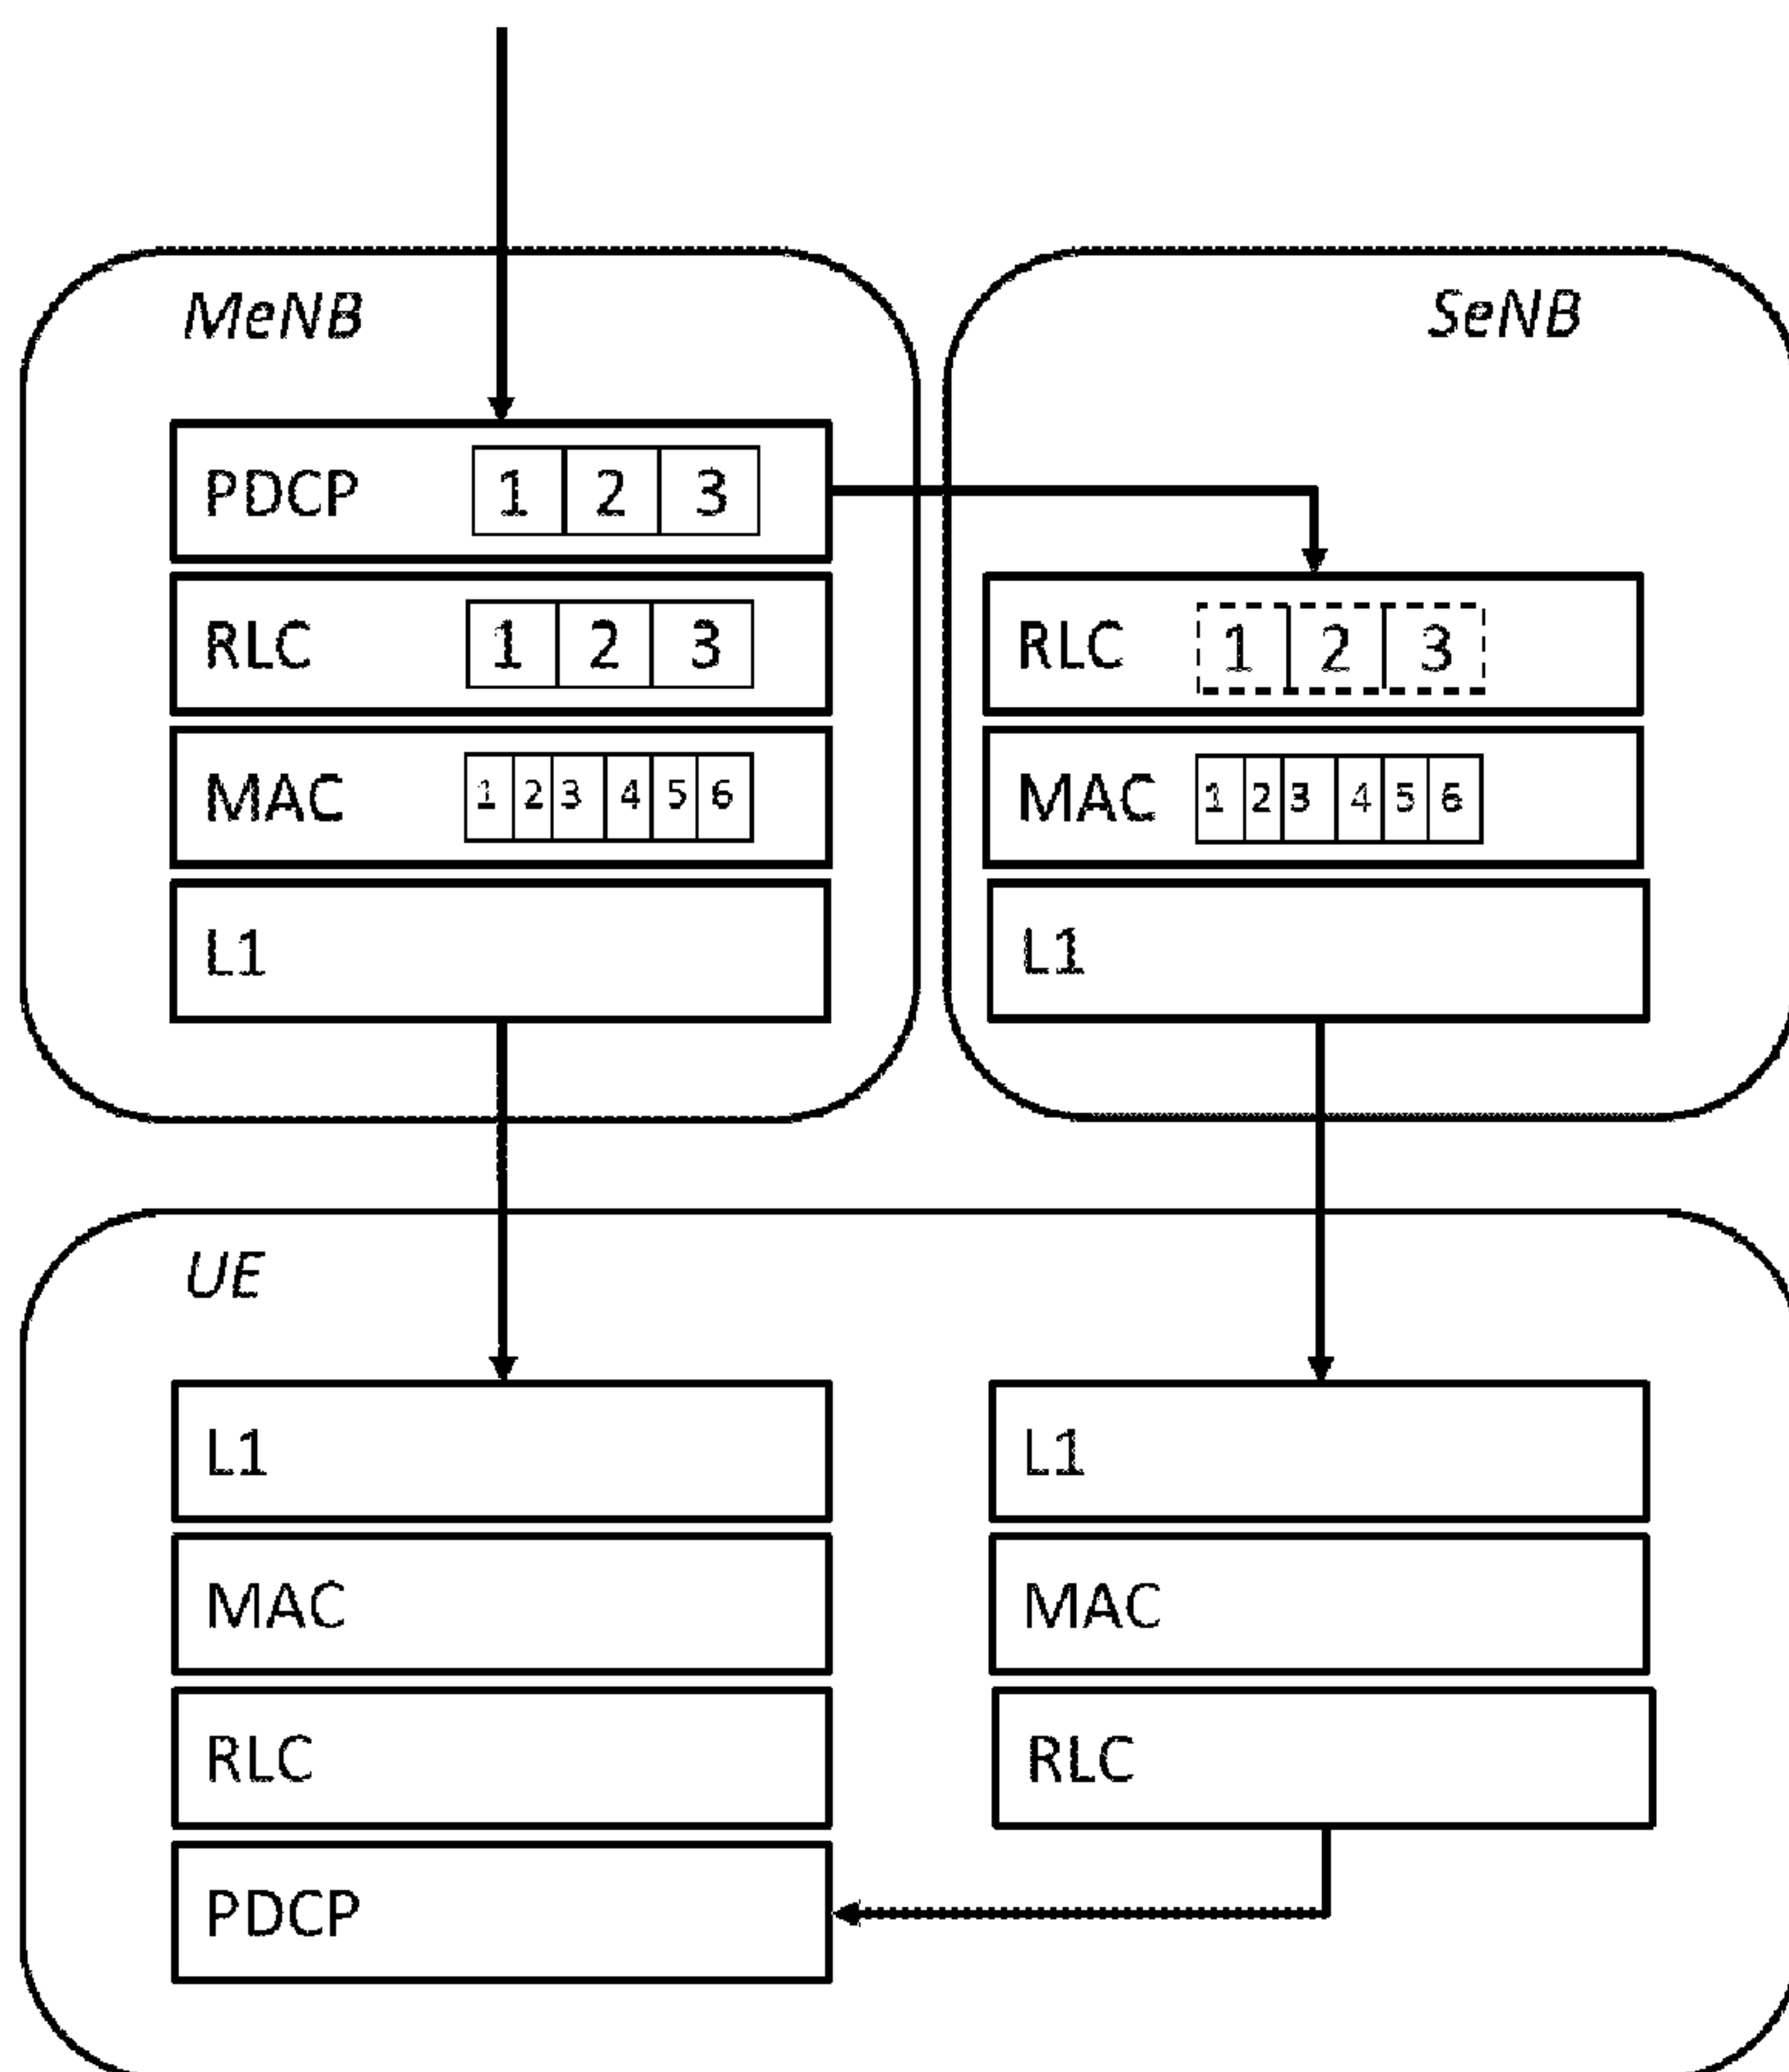 MeNB
PDCP 1 2 3
RLC 1 2 3
MAC 1 2 3 4 5 6
L1
SeNB
RLC 1 2 3
MAC 1 2 3 4 5 6
L1
UE
L1
MAC
RLC
PDCP
L1
MAC
RLC